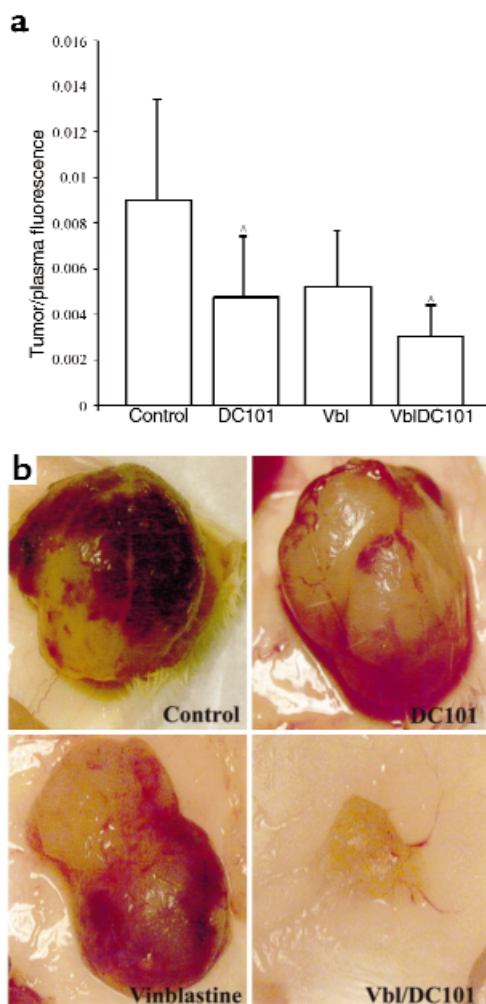 a
0.016
0.014
0.012
0.01
0.008
0.006
0.004
0.002
0
Tumor/plasma fluorescence
^
^
Control DC101 Vbl VblDC101
b
Control
DC101
Vinblastine
Vbl/DC101